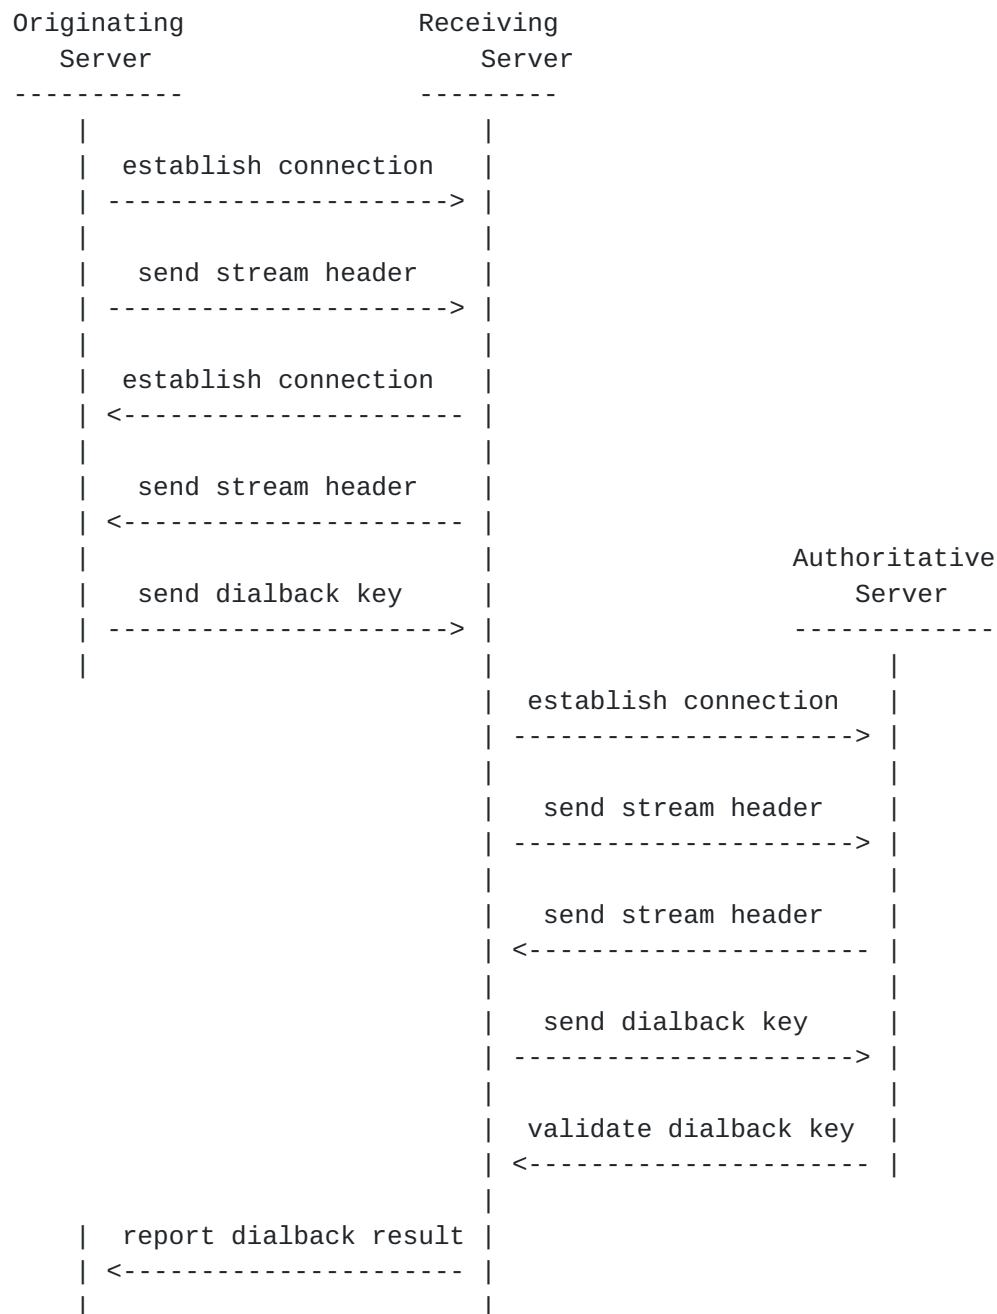 Originating                Receiving
Server                     Server
-----------               ---------
|                          |
|  establish connection    |
| ----------------------> |
|                          |
|   send stream header     |
| ----------------------> |
|                          |
|  establish connection    |
| <---------------------- |
|                          |
|   send stream header     |
| <---------------------- |
|                          |                   Authoritative
|   send dialback key      |                       Server
| ----------------------> |                   -------------
|                          |                         |
                           |  establish connection   |
                           | ----------------------> |
                           |                         |
                           |   send stream header    |
                           | ----------------------> |
                           |                         |
                           |   send stream header    |
                           | <---------------------- |
                           |                         |
                           |   send dialback key     |
                           | ----------------------> |
                           |                         |
                           |  validate dialback key  |
                           | <---------------------- |
                           |
|  report dialback result |
| <---------------------- |
|                          |